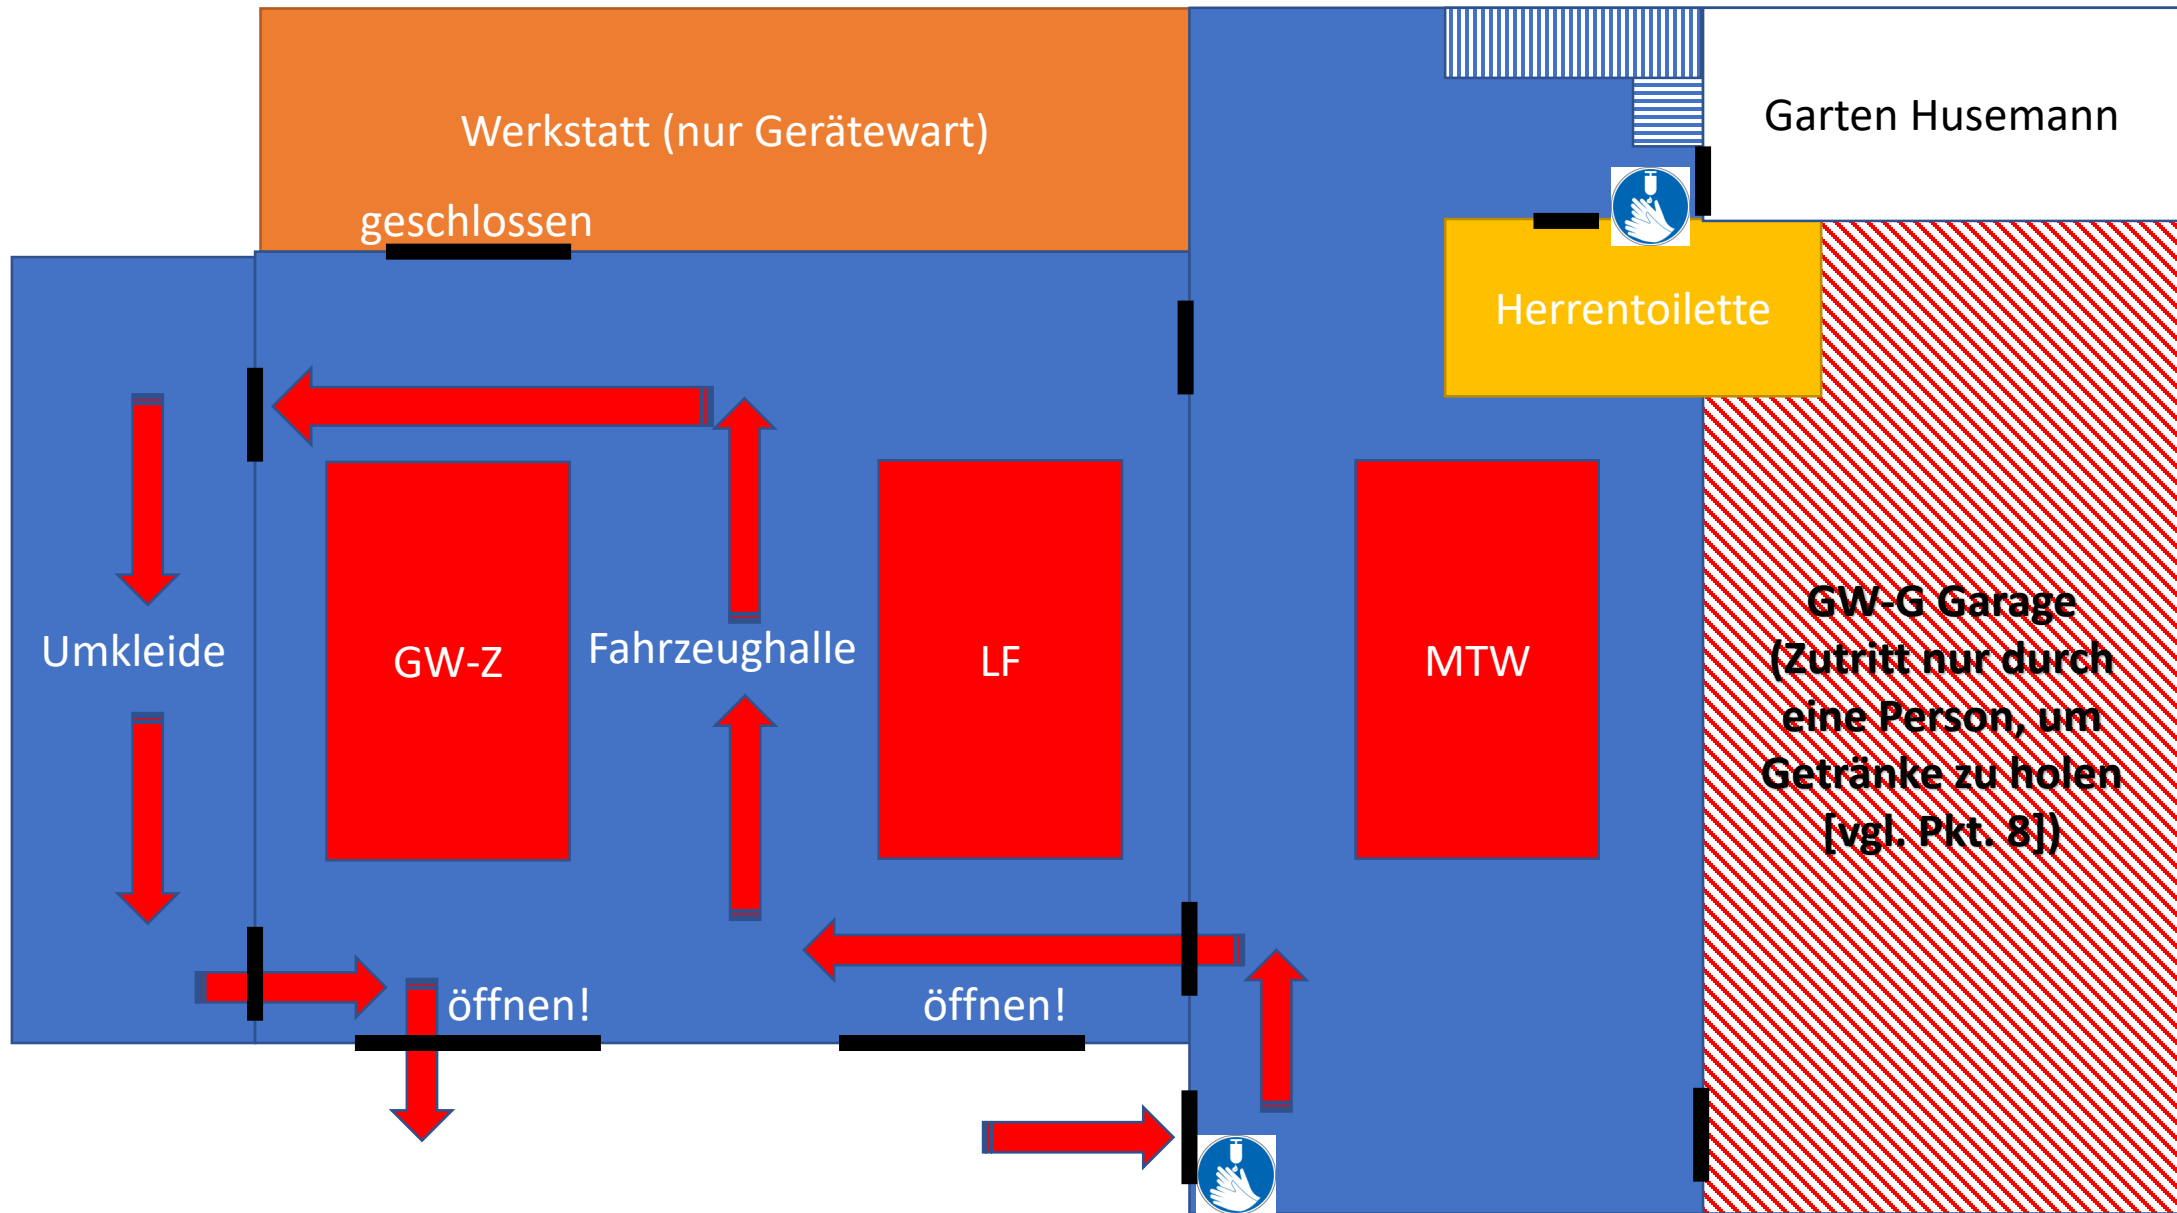 Werkstatt (nur Gerätewart)
geschlossen
Garten Husemann
Herrentoilette
Umkleide
GW-Z
Fahrzeughalle
LF
MTW
GW-G Garage
(Zutritt nur durch
eine Person, um
Getränke zu holen
[vgl. Pkt. 8])
öffnen!
öffnen!